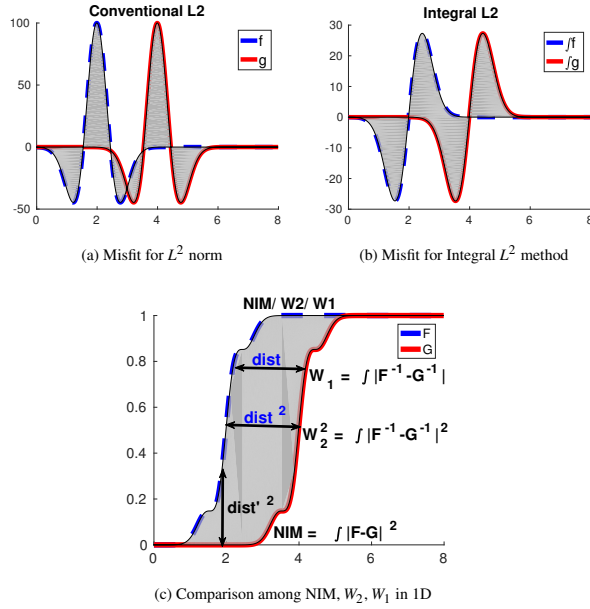 Conventional L2
f
g
100
50
0
-50
0 2 4 6 8
(a) Misfit for L² norm
Integral L2
∫f
∫g
30
20
10
0
-10
-20
-30
0 2 4 6 8
(b) Misfit for Integral L² method
NIM/ W2/ W1
F
G
1
0.8
0.6
0.4
0.2
0
dist
W₁ = ∫ |F⁻¹-G⁻¹|
dist ²
W₂² = ∫ |F⁻¹-G⁻¹|²
dist' ²
NIM = ∫ |F-G| ²
0 2 4 6 8
(c) Comparison among NIM, W₂, W₁ in 1D